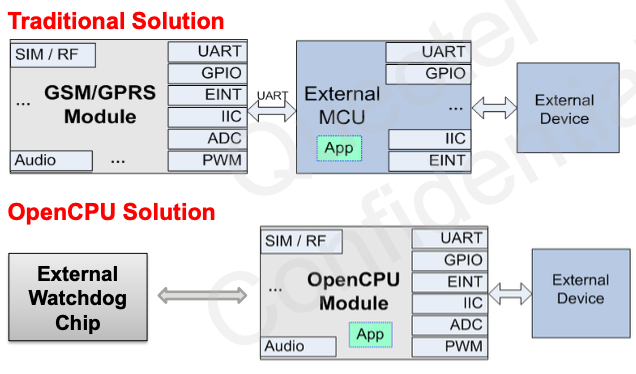 Traditional Solution
SIM / RF
...
GSM/GPRS
Module
Audio
...
UART
GPIO
EINT
IIC
ADC
PWM
UART
External
MCU
App
UART
GPIO
...
IIC
EINT
External
Device
OpenCPU Solution
External
Watchdog
Chip
SIM / RF
...
OpenCPU
Module
App
Audio
UART
GPIO
EINT
IIC
ADC
PWM
External
Device
Confidential